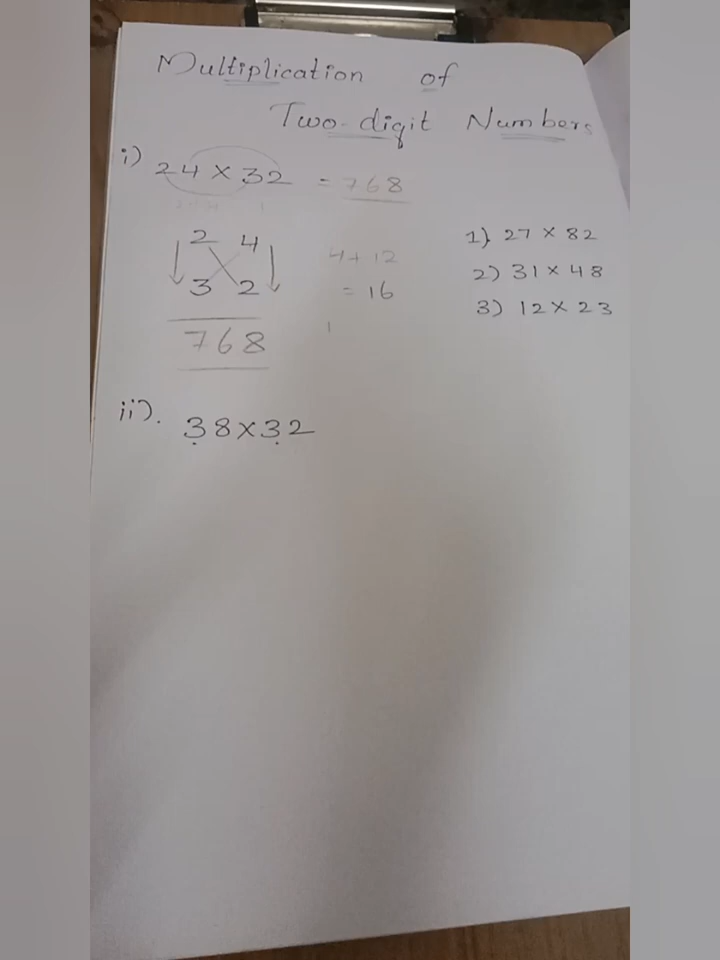 Multiplication of
Two-digit Numbers
i) 24 × 32 = 768
2 4
3 2
768
4 + 12
= 16
1
1) 27 × 82
2) 31 × 48
3) 12 × 23
ii). 38 × 32